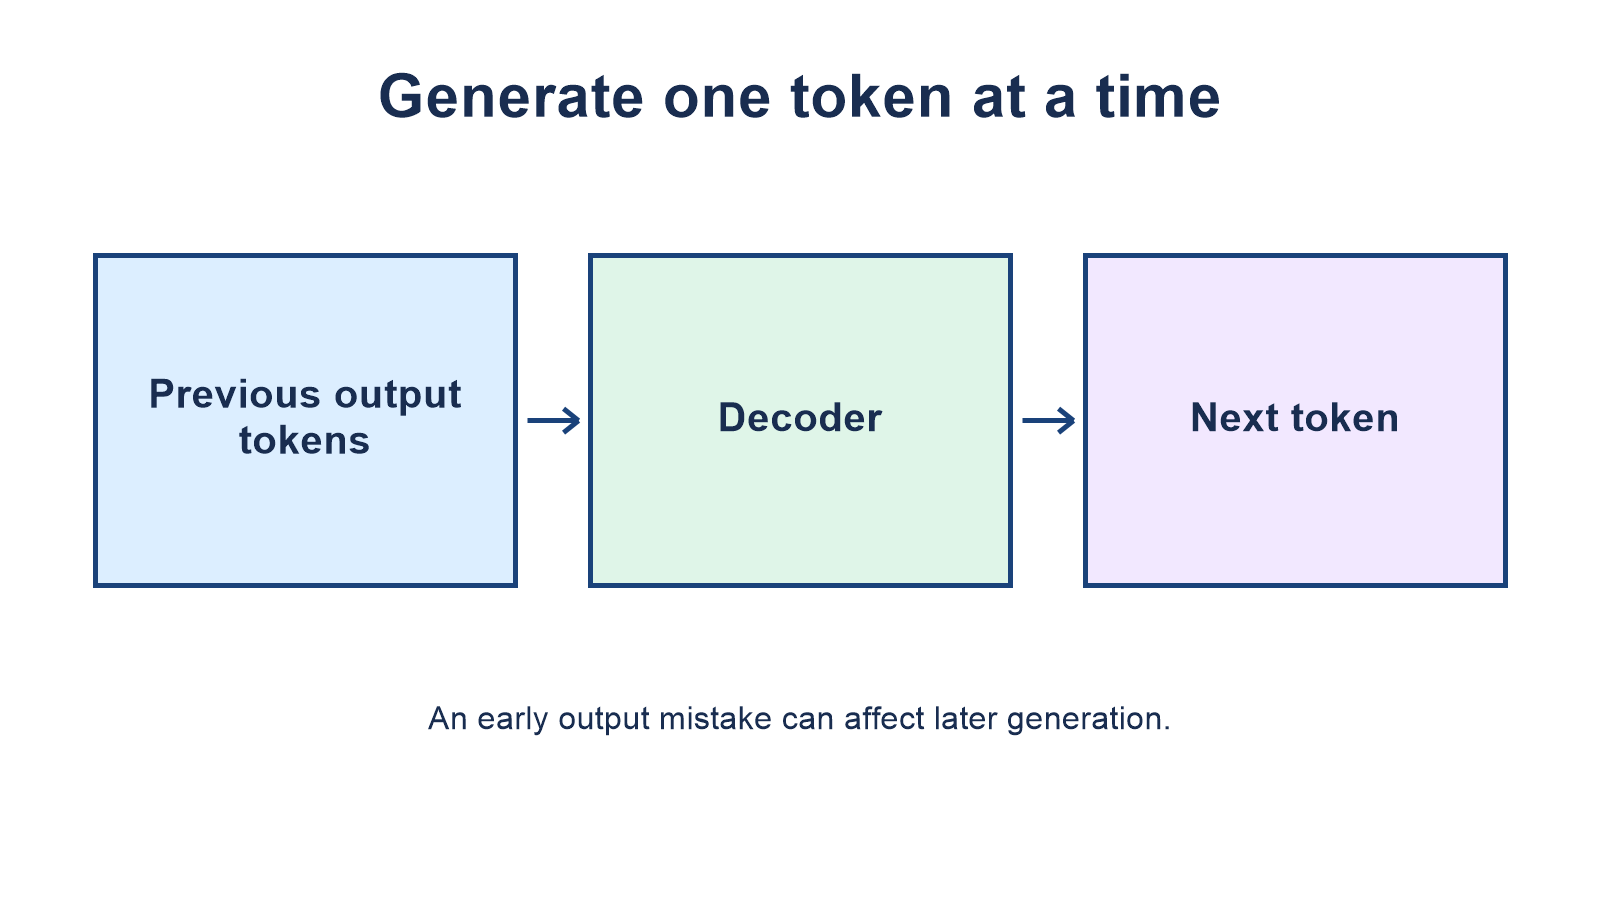 Generate one token at a time
Previous output
tokens
Decoder
Next token
An early output mistake can affect later generation.